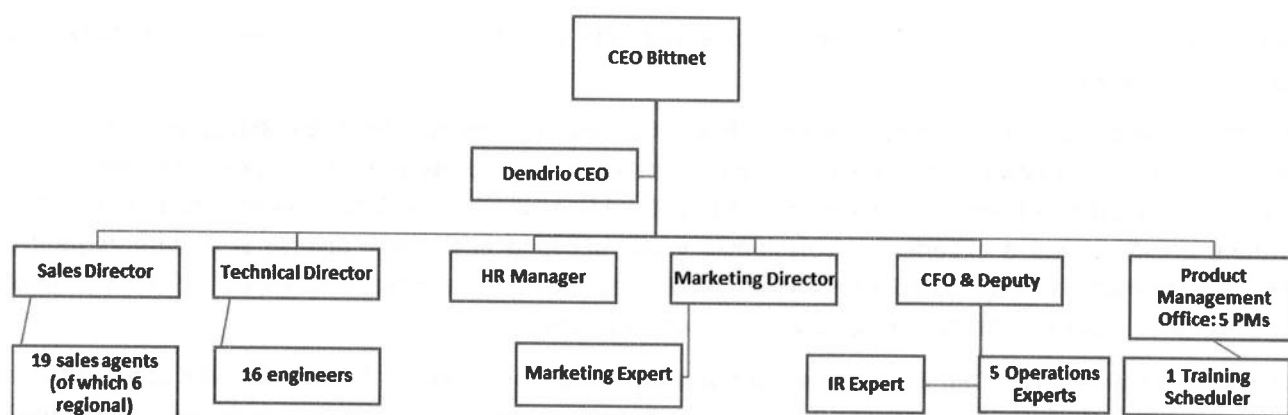 CEO Bittnet
Dendrio CEO
Sales Director
Technical Director
HR Manager
Marketing Director
CFO & Deputy
Product
Management
Office: 5 PMs
19 sales agents
(of which 6
regional)
16 engineers
Marketing Expert
IR Expert
5 Operations
Experts
1 Training
Scheduler